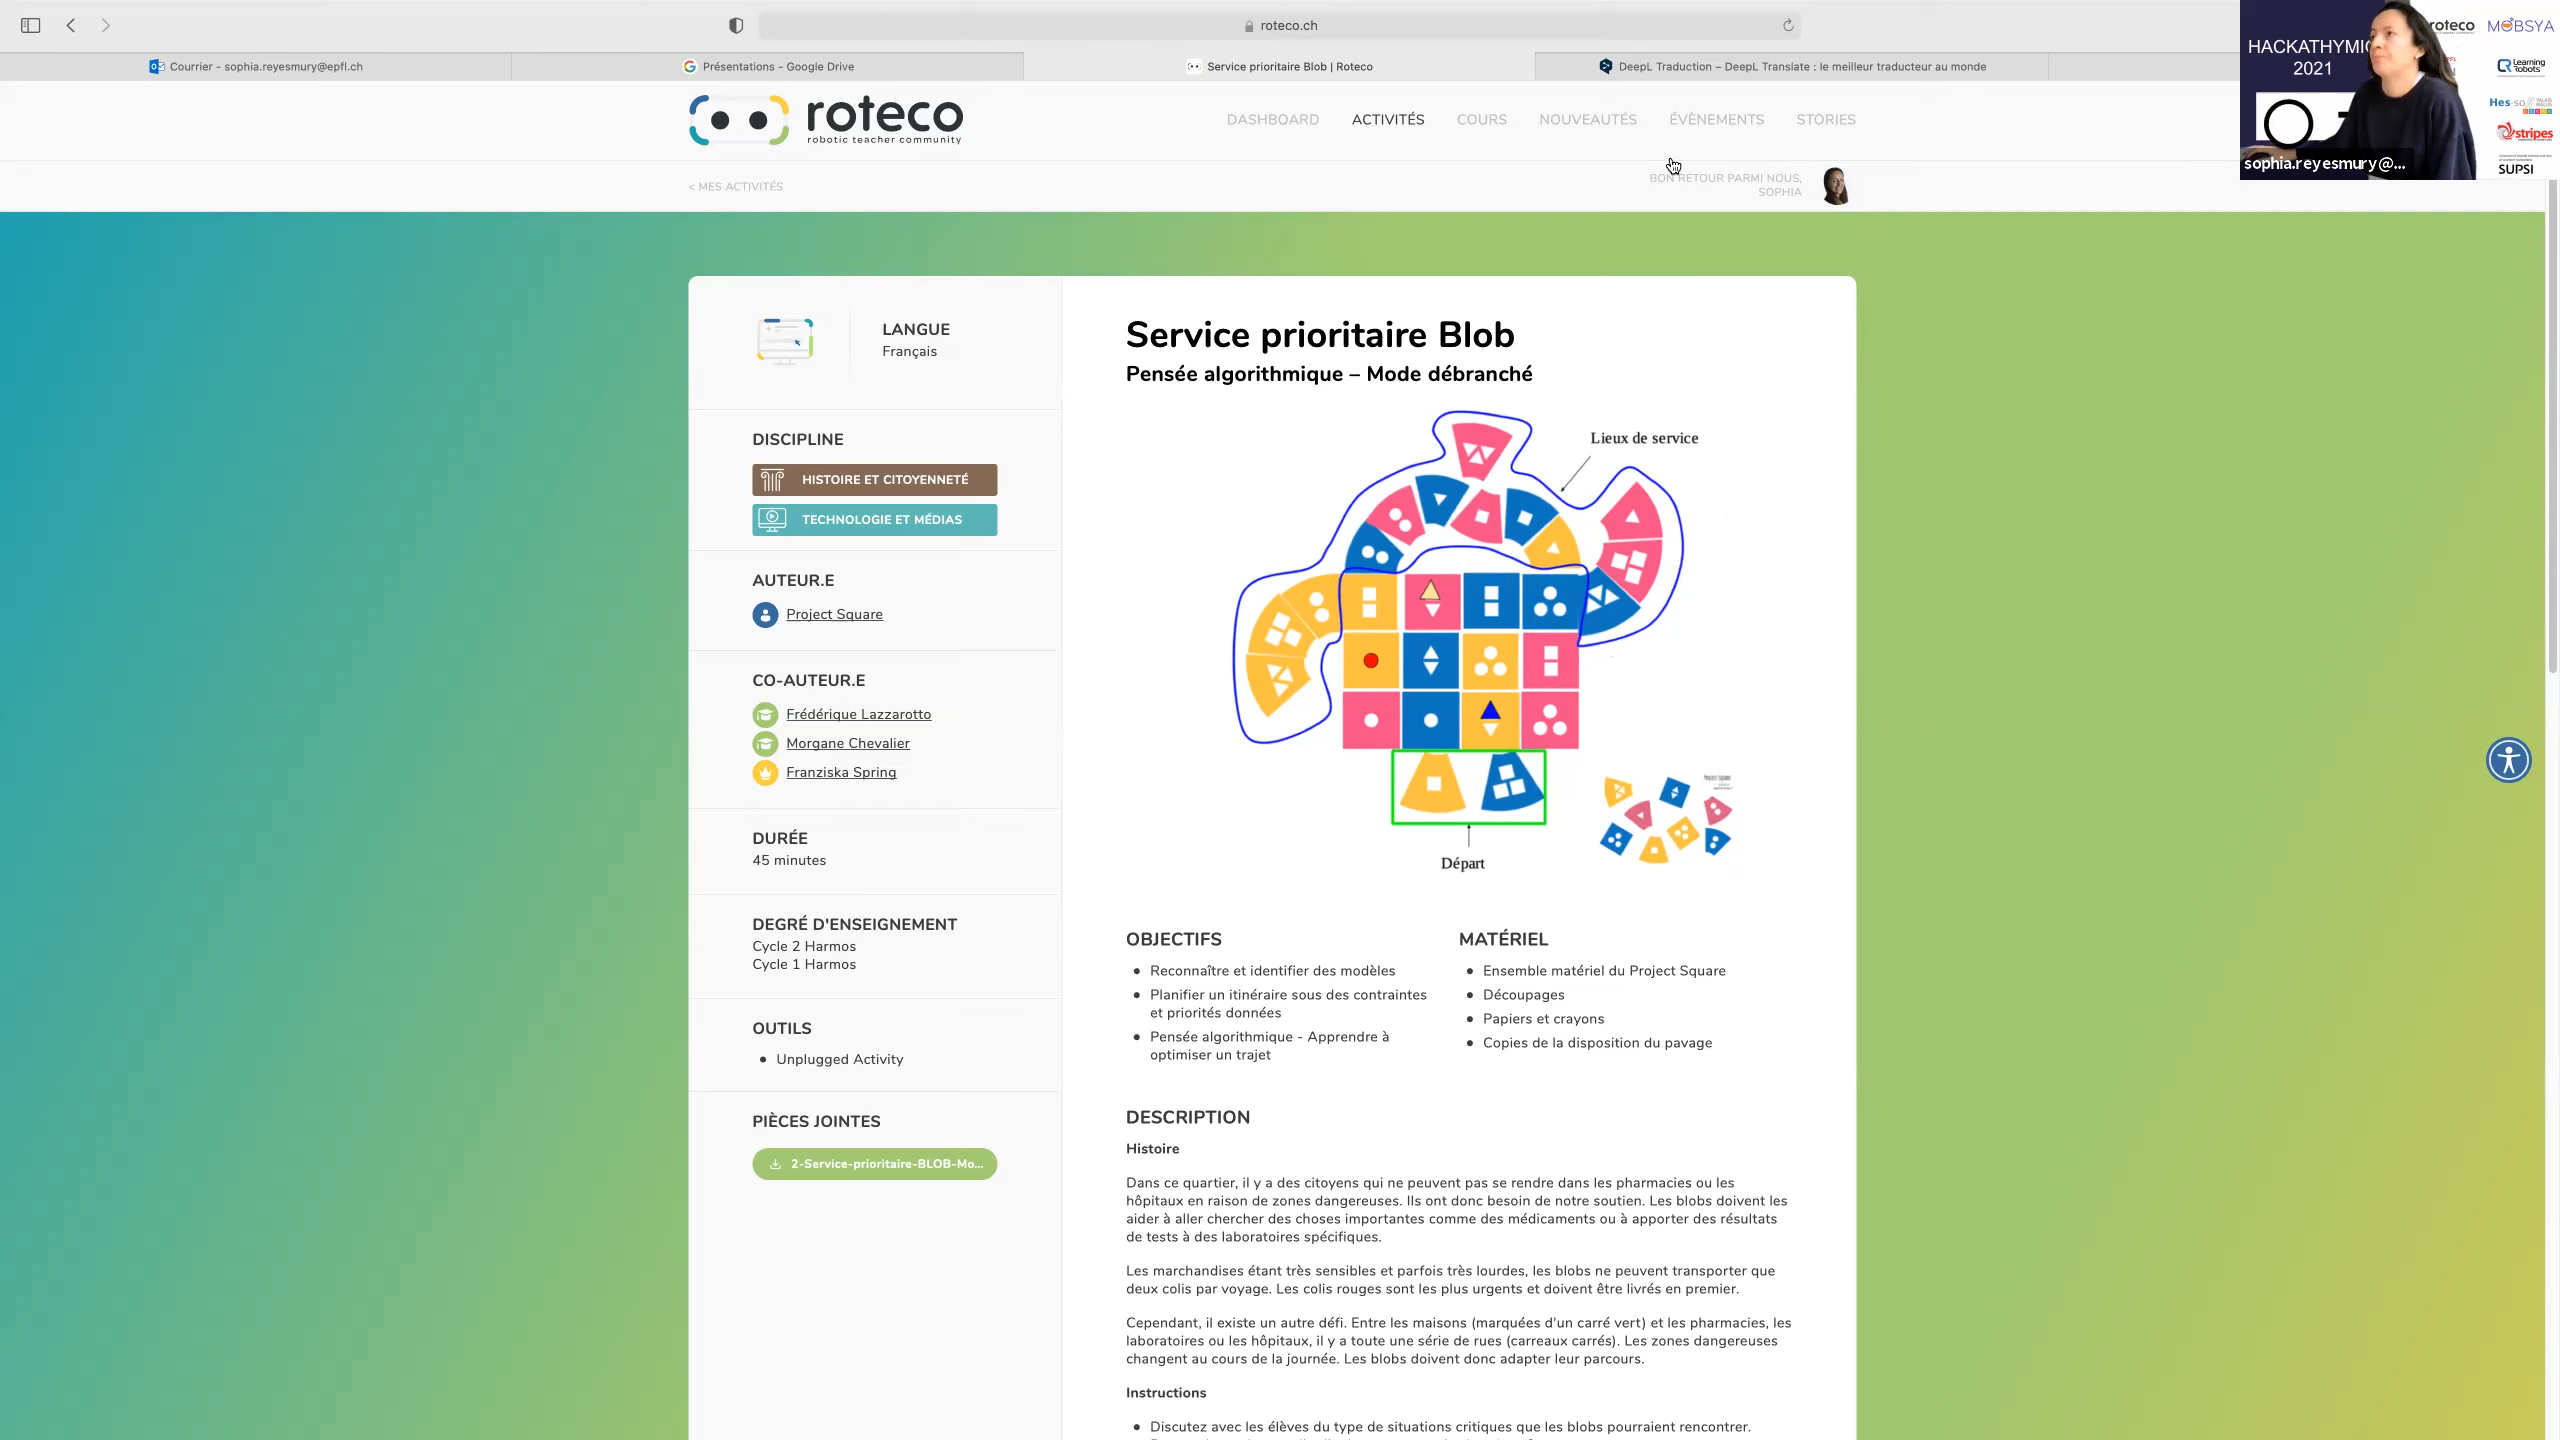 roteco.ch
Courrier - sophia.reyesmury@epfl.ch
Présentations - Google Drive
Service prioritaire Blob | Roteco
DeepL Traduction – DeepL Translate : le meilleur traducteur au monde
HACKATHYMI
2021
roteco
MOBSYA
Learning
Robots
Hes-so
stripes
SUPSI
sophia.reyesmury@...
roteco
robotic teacher community
DASHBOARD
ACTIVITÉS
COURS
NOUVEAUTÉS
ÉVÈNEMENTS
STORIES
< MES ACTIVITÉS
BON RETOUR PARMI NOUS,
SOPHIA
LANGUE
Français
DISCIPLINE
HISTOIRE ET CITOYENNETÉ
TECHNOLOGIE ET MÉDIAS
AUTEUR.E
Project Square
CO-AUTEUR.E
Frédérique Lazzarotto
Morgane Chevalier
Franziska Spring
DURÉE
45 minutes
DEGRÉ D'ENSEIGNEMENT
Cycle 2 Harmos
Cycle 1 Harmos
OUTILS
Unplugged Activity
PIÈCES JOINTES
2-Service-prioritaire-BLOB-Mo...
Service prioritaire Blob
Pensée algorithmique – Mode débranché
Lieux de service
Départ
OBJECTIFS
Reconnaître et identifier des modèles
Planifier un itinéraire sous des contraintes
et priorités données
Pensée algorithmique - Apprendre à
optimiser un trajet
MATÉRIEL
Ensemble matériel du Project Square
Découpages
Papiers et crayons
Copies de la disposition du pavage
DESCRIPTION
Histoire
Dans ce quartier, il y a des citoyens qui ne peuvent pas se rendre dans les pharmacies ou les
hôpitaux en raison de zones dangereuses. Ils ont donc besoin de notre soutien. Les blobs doivent les
aider à aller chercher des choses importantes comme des médicaments ou à apporter des résultats
de tests à des laboratoires spécifiques.
Les marchandises étant très sensibles et parfois très lourdes, les blobs ne peuvent transporter que
deux colis par voyage. Les colis rouges sont les plus urgents et doivent être livrés en premier.
Cependant, il existe un autre défi. Entre les maisons (marquées d'un carré vert) et les pharmacies, les
laboratoires ou les hôpitaux, il y a toute une série de rues (carreaux carrés). Les zones dangereuses
changent au cours de la journée. Les blobs doivent donc adapter leur parcours.
Instructions
Discutez avec les élèves du type de situations critiques que les blobs pourraient rencontrer.